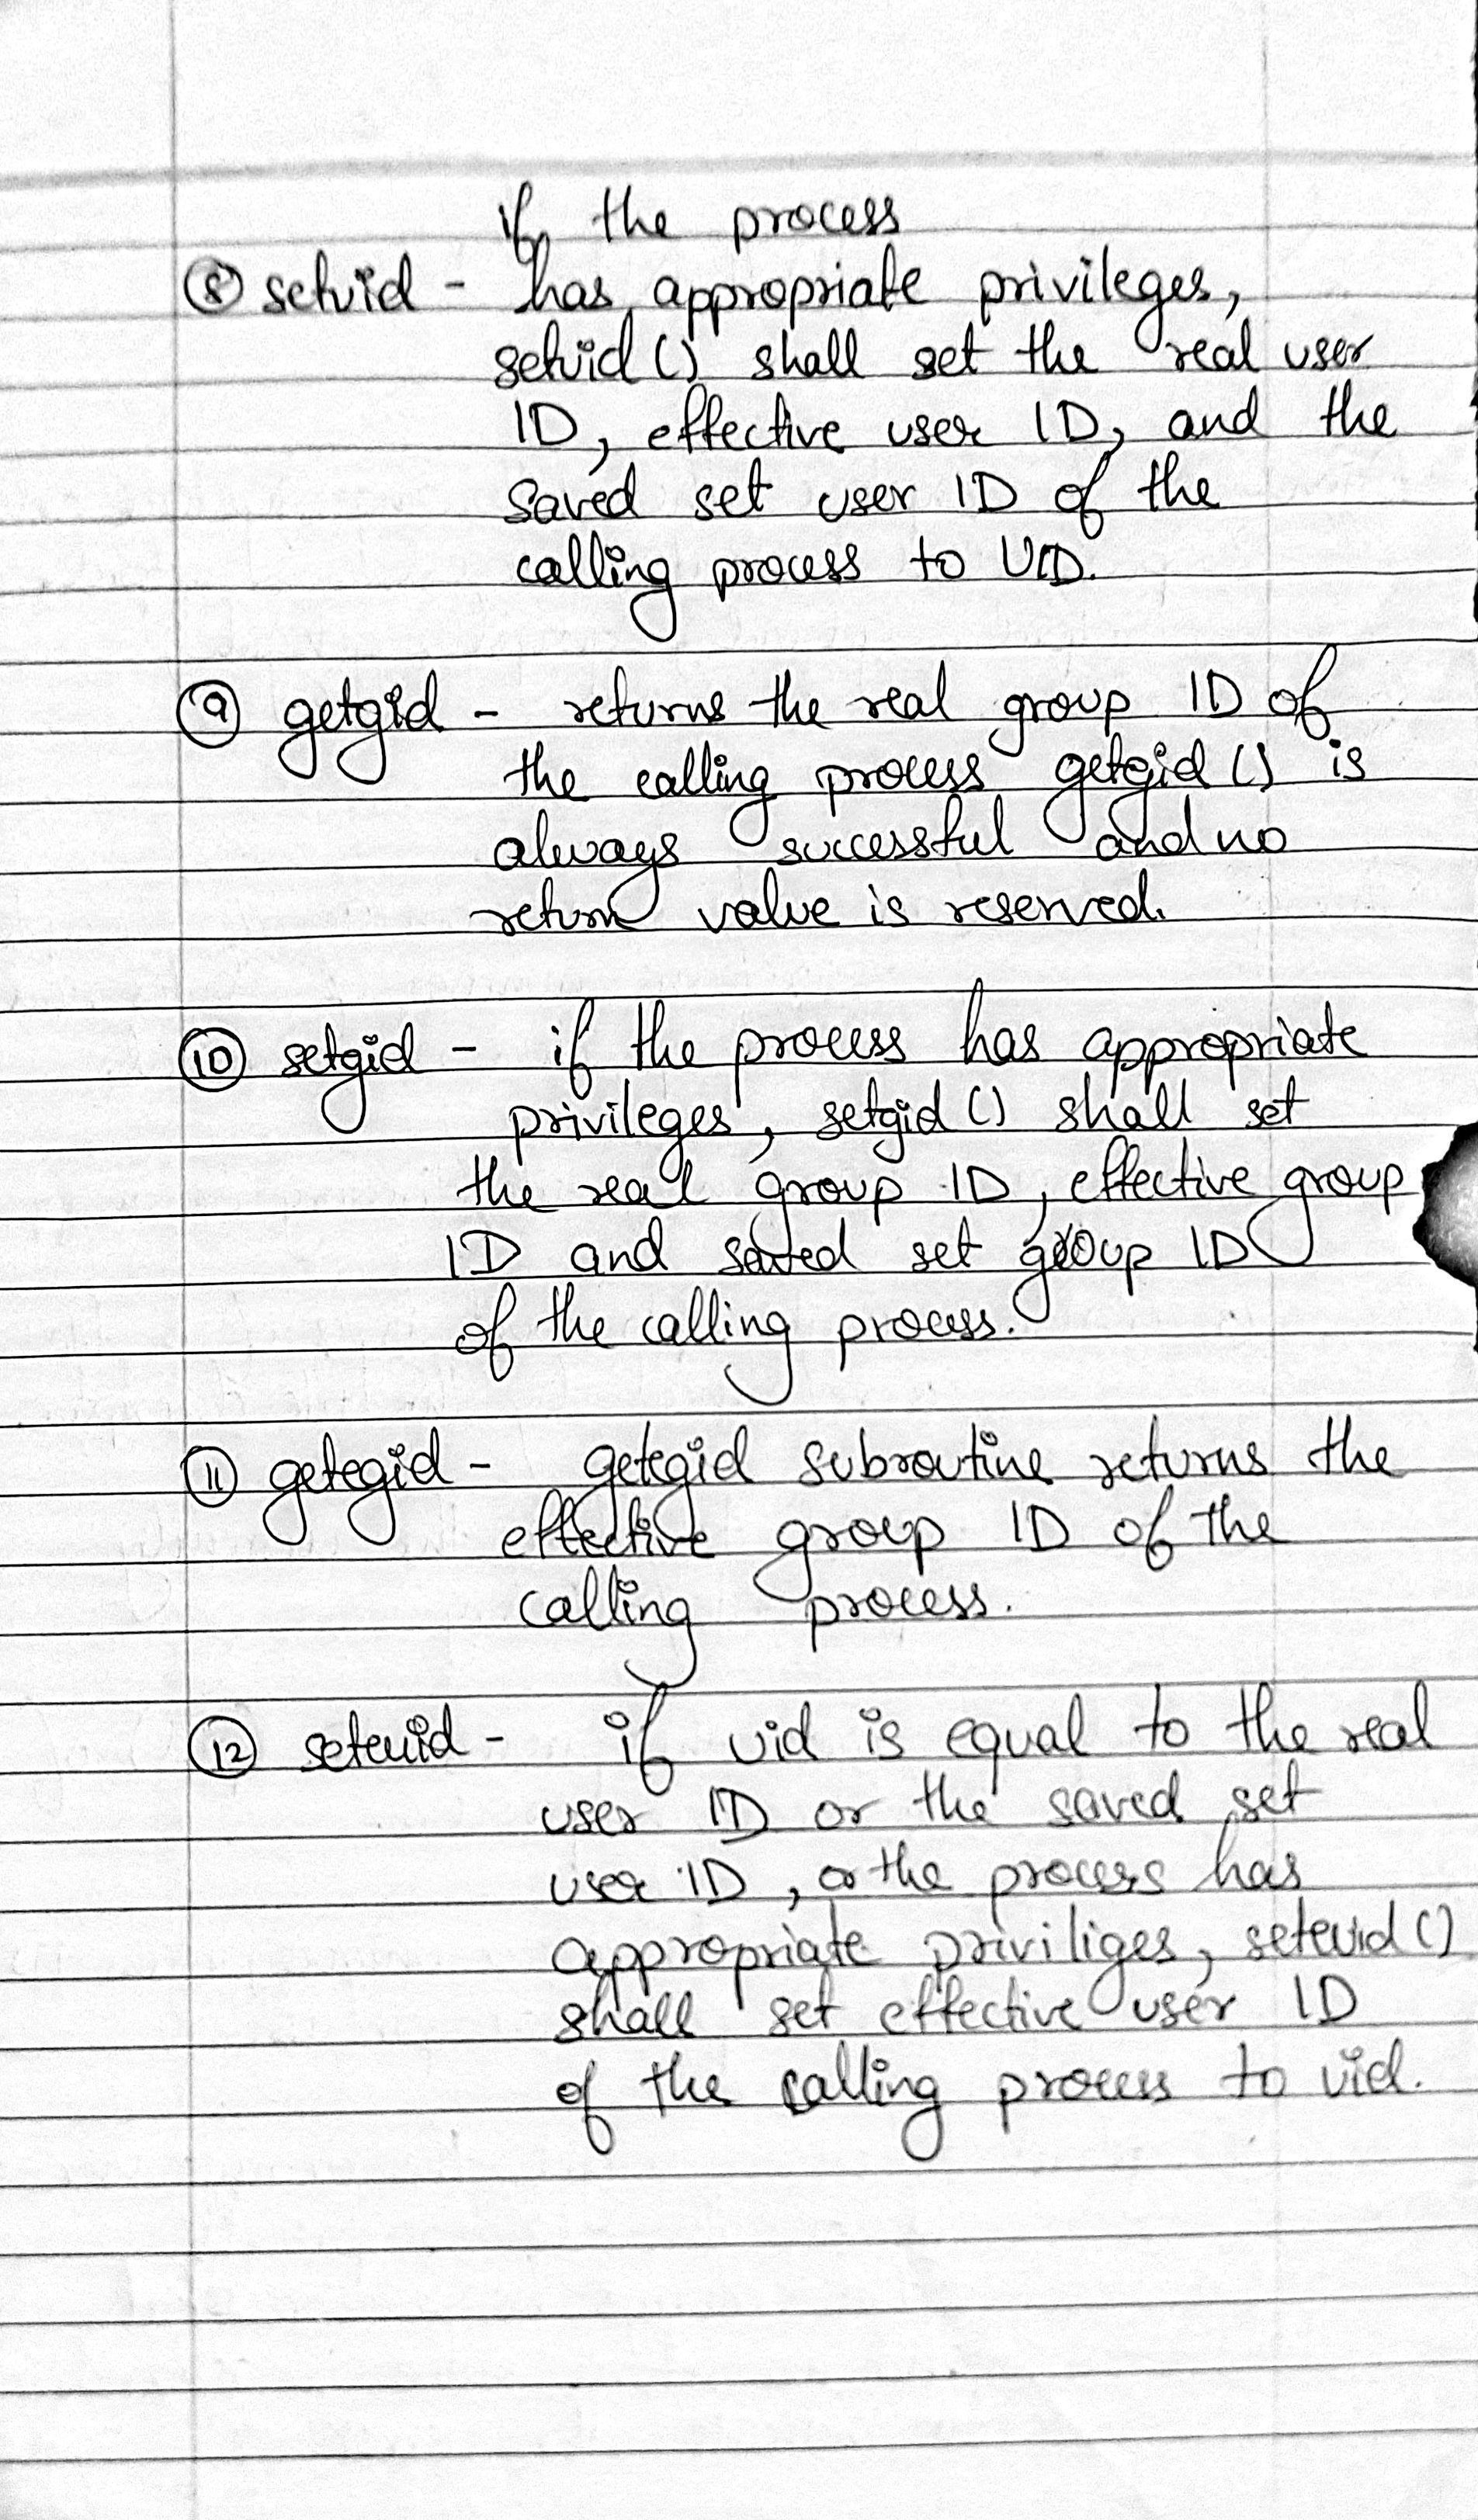 if the process
⑧ setuid - has appropriate privileges,
setuid () shall set the real user
ID, effective user ID, and the
saved set user ID of the
calling process to UID.
⑨ getgid - returns the real group ID of
the calling process getgid () is
always successful and no
return value is reserved.
⑩ setgid - if the process has appropriate
privileges, setgid () shall set
the real group ID, effective group
ID and saved set group ID
of the calling process.
⑪ getegid - getegid subroutine returns the
effective group ID of the
calling process.
⑫ seteuid - if uid is equal to the real
user ID or the saved set
user ID, or the process has
appropriate priviliges, seteuid ()
shall set effective user ID
of the calling process to uid.